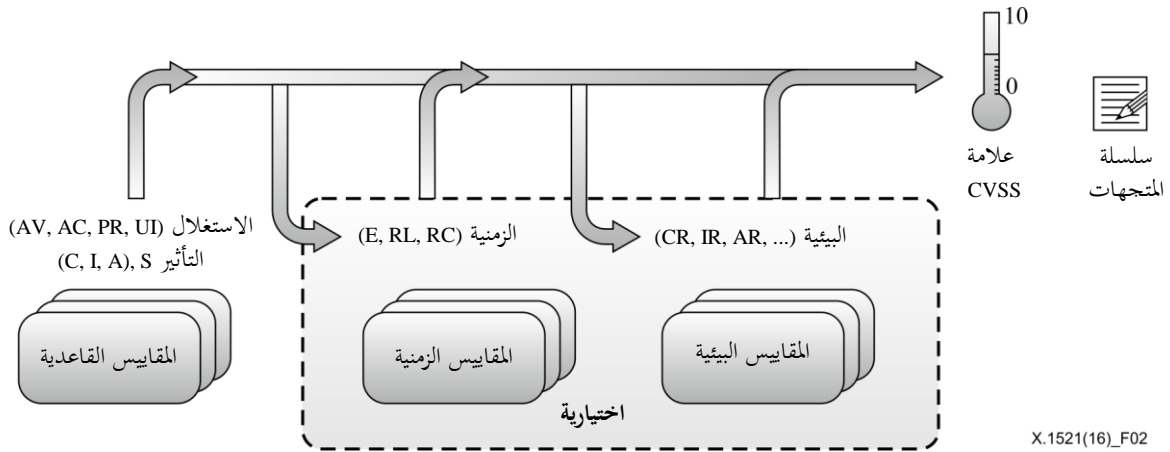 10
0
علامة
CVSS
سلسلة
المتجهات
الاستغلال (AV, AC, PR, UI)
التأثير (C, I, A), S
الزمنية (E, RL, RC)
البيئية (CR, IR, AR, ...)
المقاييس القاعدية
المقاييس الزمنية
المقاييس البيئية
اختيارية
X.1521(16)_F02